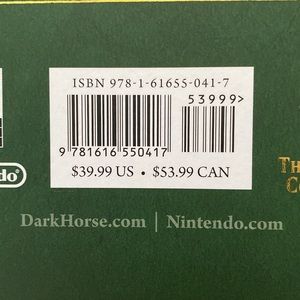 ISBN 978-1-61655-041-7
53999>
9 781616 550417
$39.99 US • $53.99 CAN
DarkHorse.com | Nintendo.com